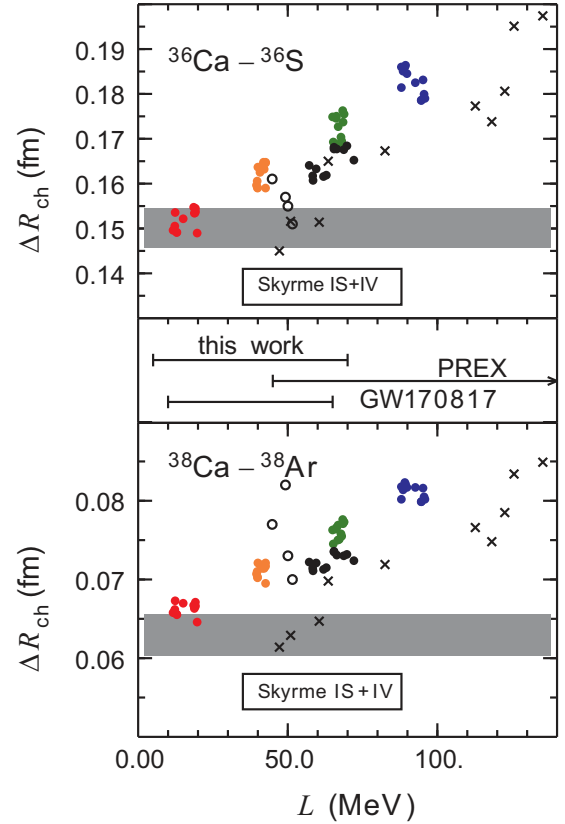 0.19
0.18
0.17
0.16
0.15
0.14
ΔR_ch (fm)
³⁶Ca – ³⁶S
Skyrme IS+IV
this work
PREX
GW170817
³⁸Ca – ³⁸Ar
0.08
0.07
0.06
ΔR_ch (fm)
Skyrme IS+IV
0.00 50.0 100.
L (MeV)